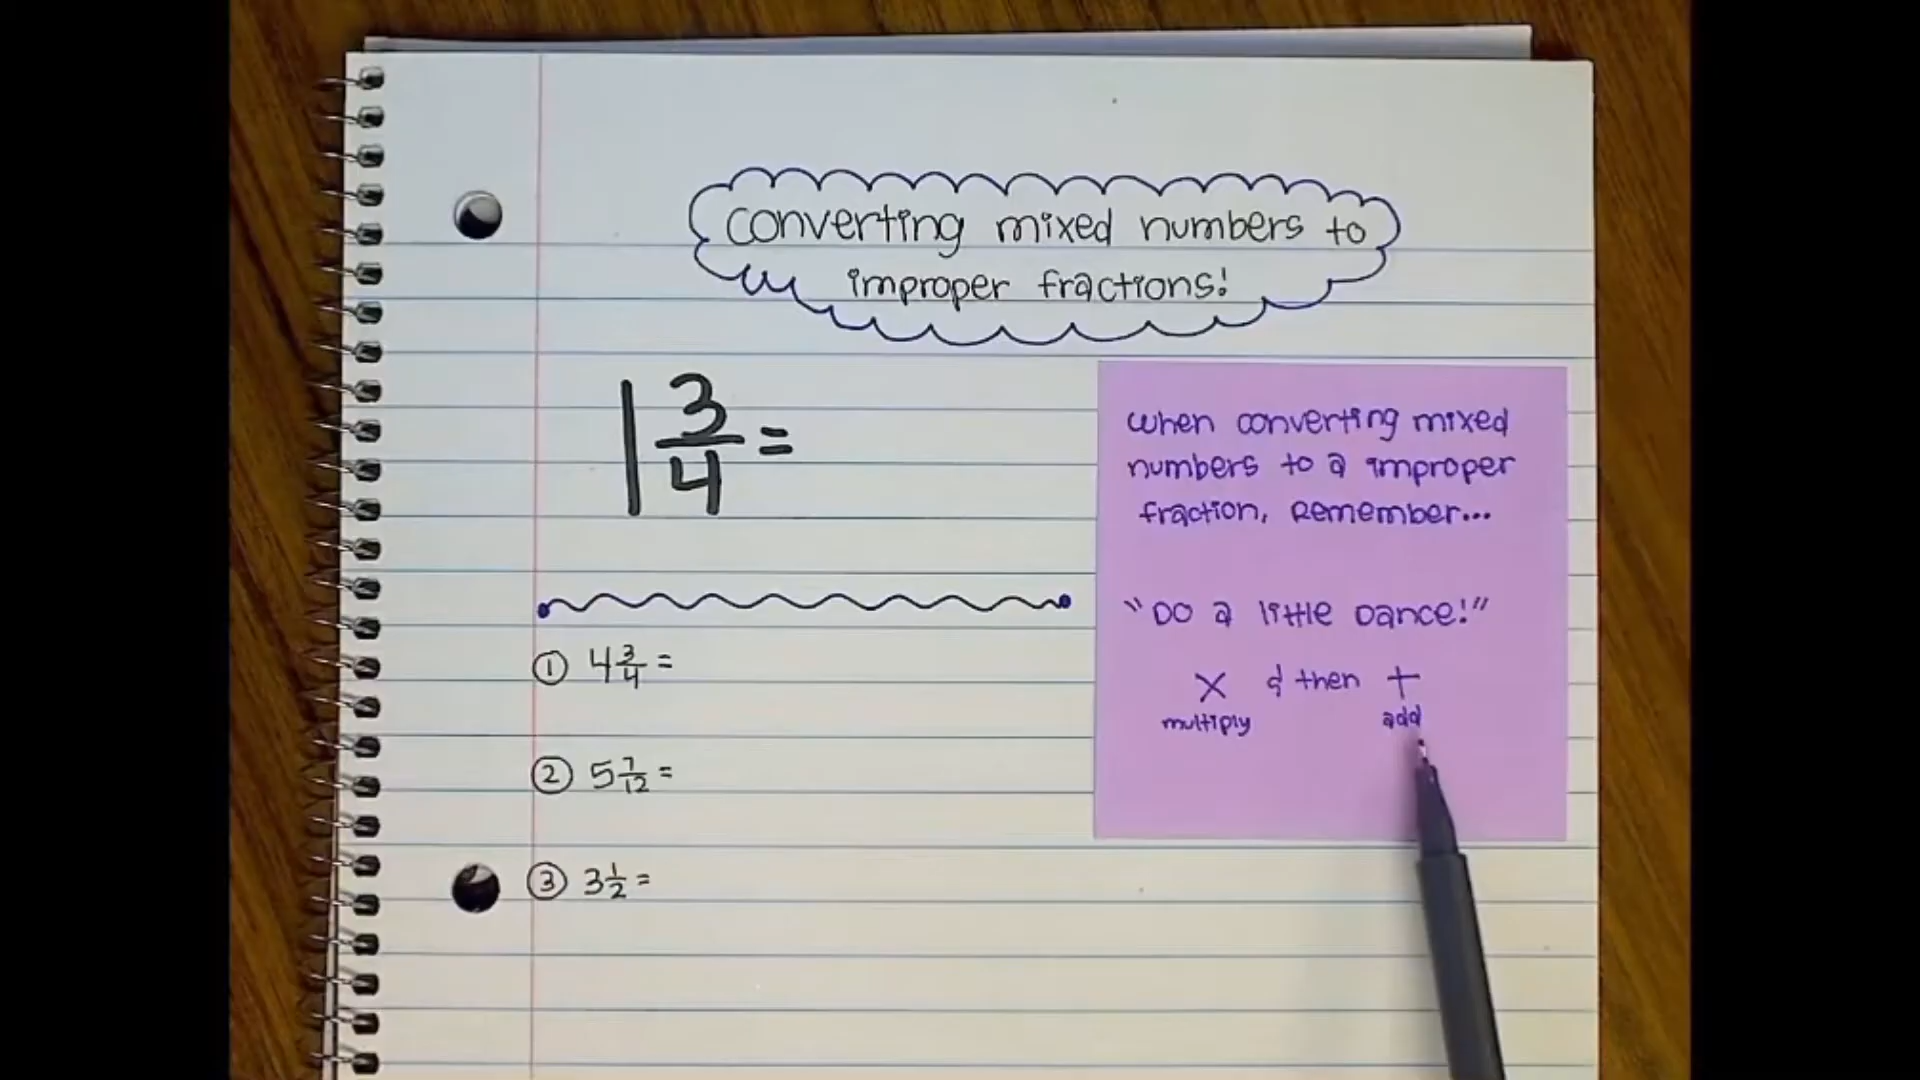 converting mixed numbers to
improper fractions!
1 3/4 =
when converting mixed
numbers to a improper
fraction, Remember...
"Do a little Dance!"
× & then +
multiply add
① 4 3/4 =
② 5 7/12 =
③ 3 1/2 =